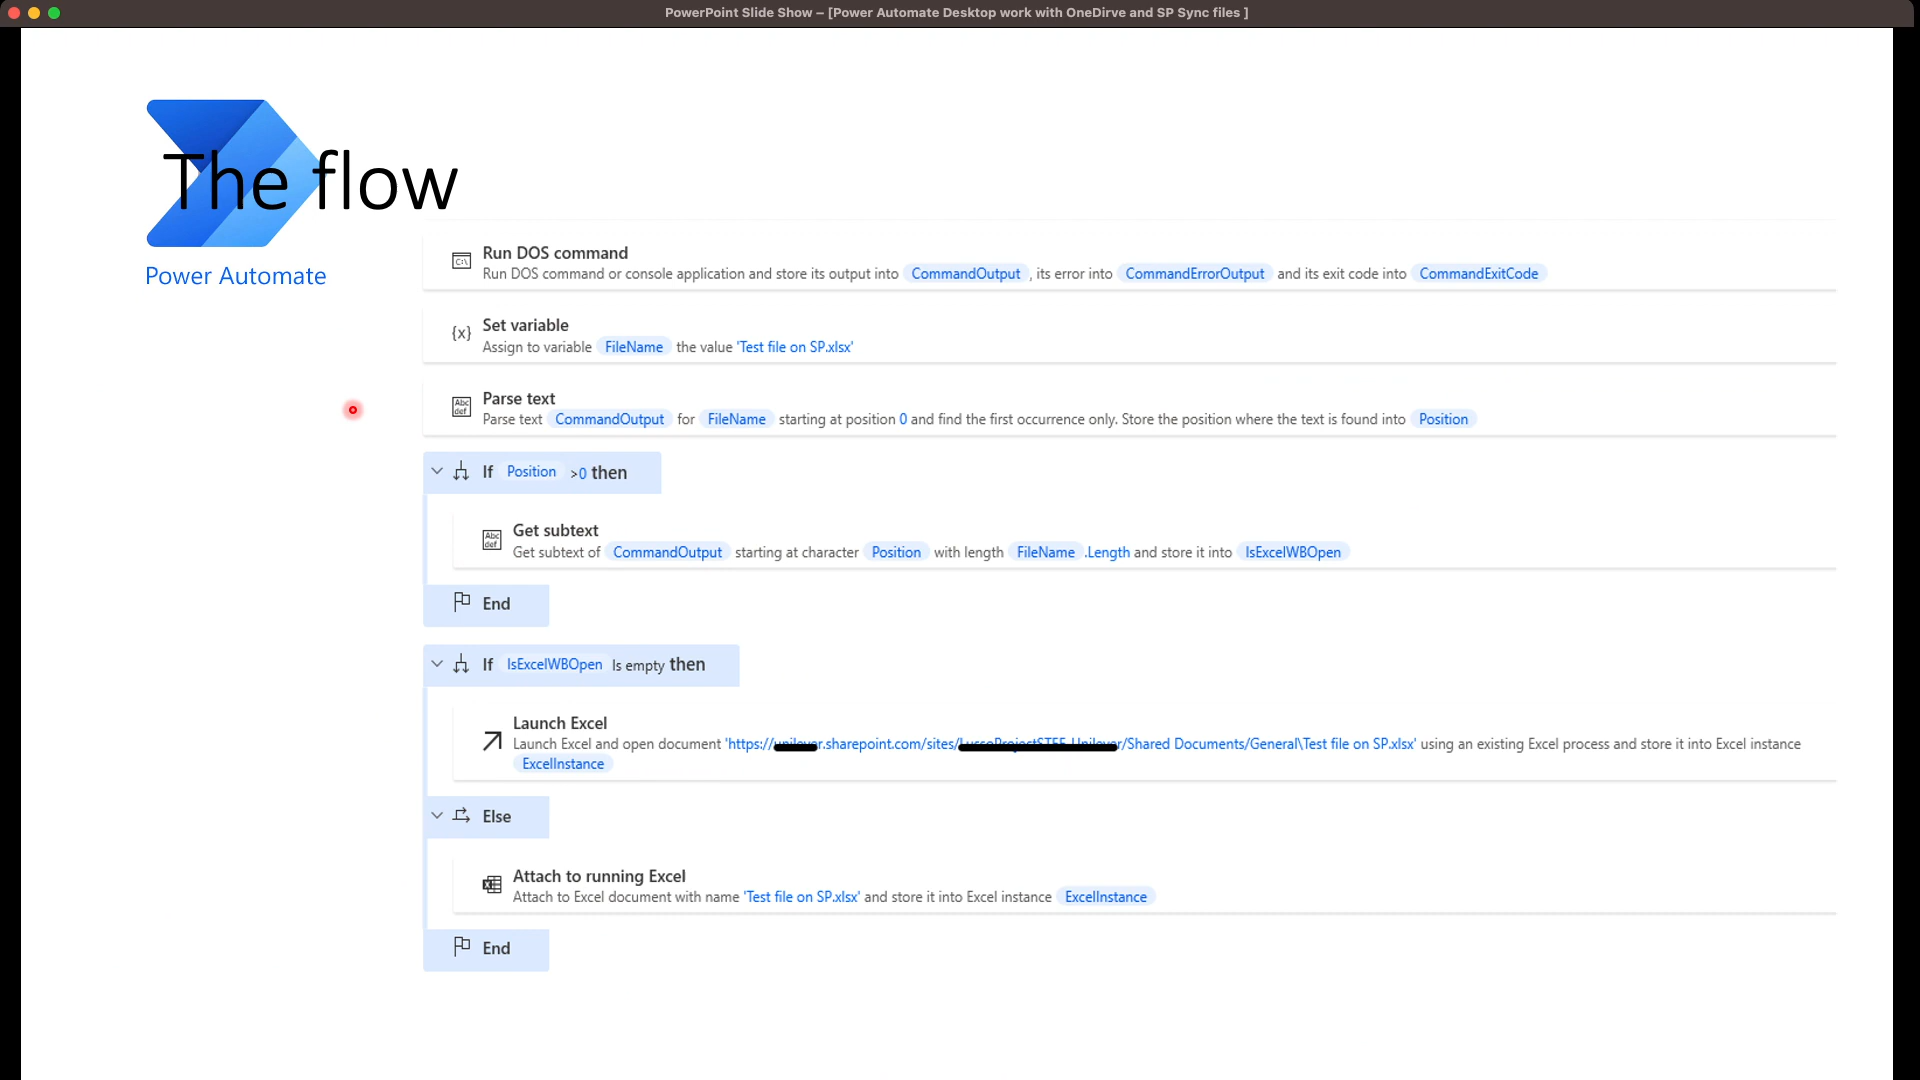 PowerPoint Slide Show – [Power Automate Desktop work with OneDirve and SP Sync files ]
The flow
Power Automate
Run DOS command
Run DOS command or console application and store its output into CommandOutput , its error into CommandErrorOutput and its exit code into CommandExitCode
{x} Set variable
Assign to variable FileName the value 'Test file on SP.xlsx'
Parse text
Parse text CommandOutput for FileName starting at position 0 and find the first occurrence only. Store the position where the text is found into Position
If Position >0 then
Get subtext
Get subtext of CommandOutput starting at character Position with length FileName .Length and store it into IsExcelWBOpen
End
If IsExcelWBOpen Is empty then
Launch Excel
Launch Excel and open document 'https:// .sharepoint.com/sites/ /Shared Documents/General\Test file on SP.xlsx' using an existing Excel process and store it into Excel instance
ExcelInstance
Else
Attach to running Excel
Attach to Excel document with name 'Test file on SP.xlsx' and store it into Excel instance ExcelInstance
End